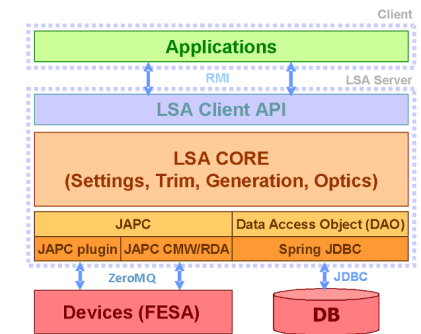 Client
Applications
RMI
LSA Server
LSA Client API
LSA CORE
(Settings, Trim, Generation, Optics)
JAPC
Data Access Object (DAO)
JAPC plugin
JAPC CMW/RDA
Spring JDBC
ZeroMQ
JDBC
Devices (FESA)
DB